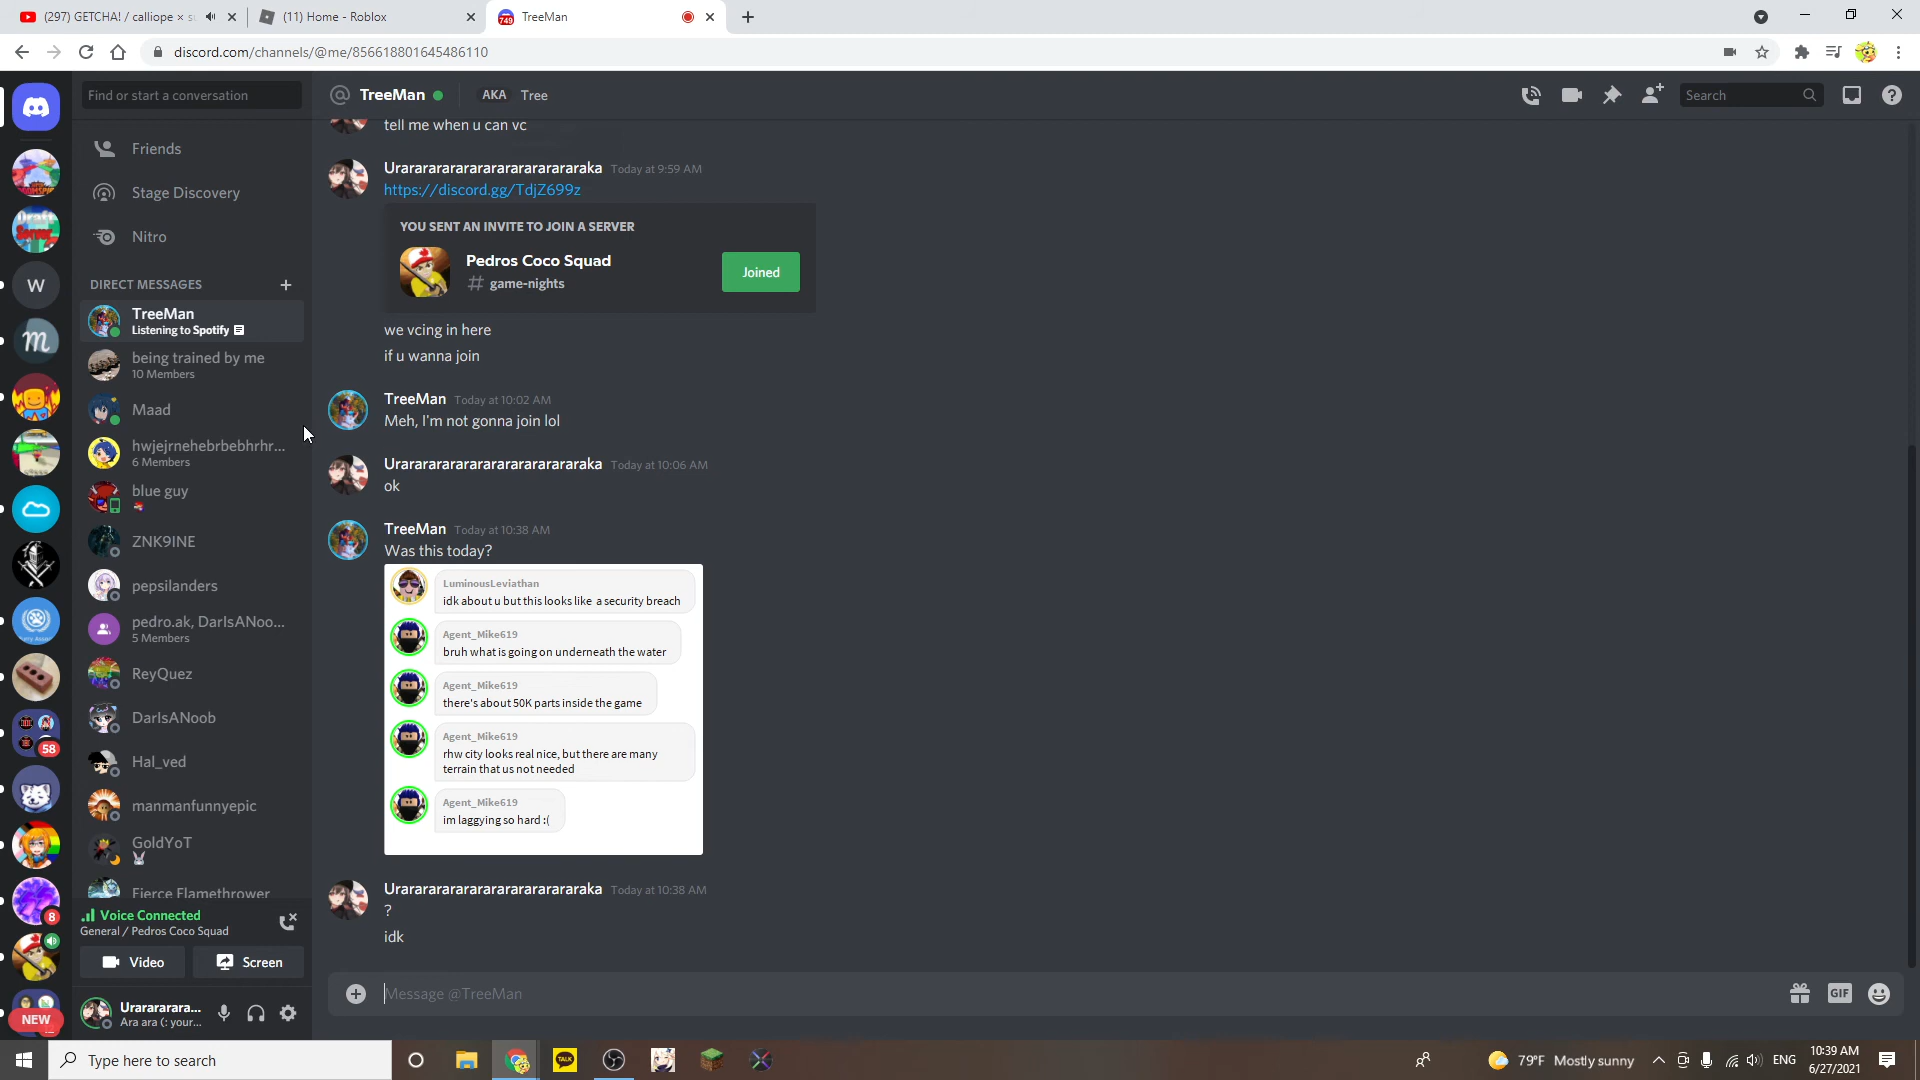 (297) GETCHA! / calliope ×
(11) Home - Roblox
749
TreeMan
discord.com/channels/@me/856618801645486110
Find or start a conversation
TreeMan
AKA
Tree
Search
Friends
Stage Discovery
Nitro
DIRECT MESSAGES
TreeMan
Listening to Spotify
being trained by me
10 Members
Maad
hwjejrnehebrbebhrhr...
6 Members
blue guy
ZNK9INE
pepsilanders
pedro.ak, DarIsANoo...
5 Members
ReyQuez
DarIsANoob
Hal_ved
manmanfunnyepic
GoldYoT
Fierce Flamethrower
W
m
58
8
NEW
Voice Connected
General / Pedros Coco Squad
Video
Screen
Urararara...
Ara ara (: your...
tell me when u can vc
Urararararararararararararaka Today at 9:59 AM
https://discord.gg/TdjZ699z
YOU SENT AN INVITE TO JOIN A SERVER
Pedros Coco Squad
game-nights
Joined
we vcing in here
if u wanna join
TreeMan Today at 10:02 AM
Meh, I'm not gonna join lol
Urararararararararararararaka Today at 10:06 AM
ok
TreeMan Today at 10:38 AM
Was this today?
LuminousLeviathan
idk about u but this looks like a security breach
Agent_Mike619
bruh what is going on underneath the water
Agent_Mike619
there's about 50K parts inside the game
Agent_Mike619
rhw city looks real nice, but there are many
terrain that us not needed
Agent_Mike619
im laggying so hard :(
Urararararararararararararaka Today at 10:38 AM
?
idk
Message @TreeMan
GIF
Type here to search
TALK
79°F Mostly sunny
ENG
10:39 AM
6/27/2021